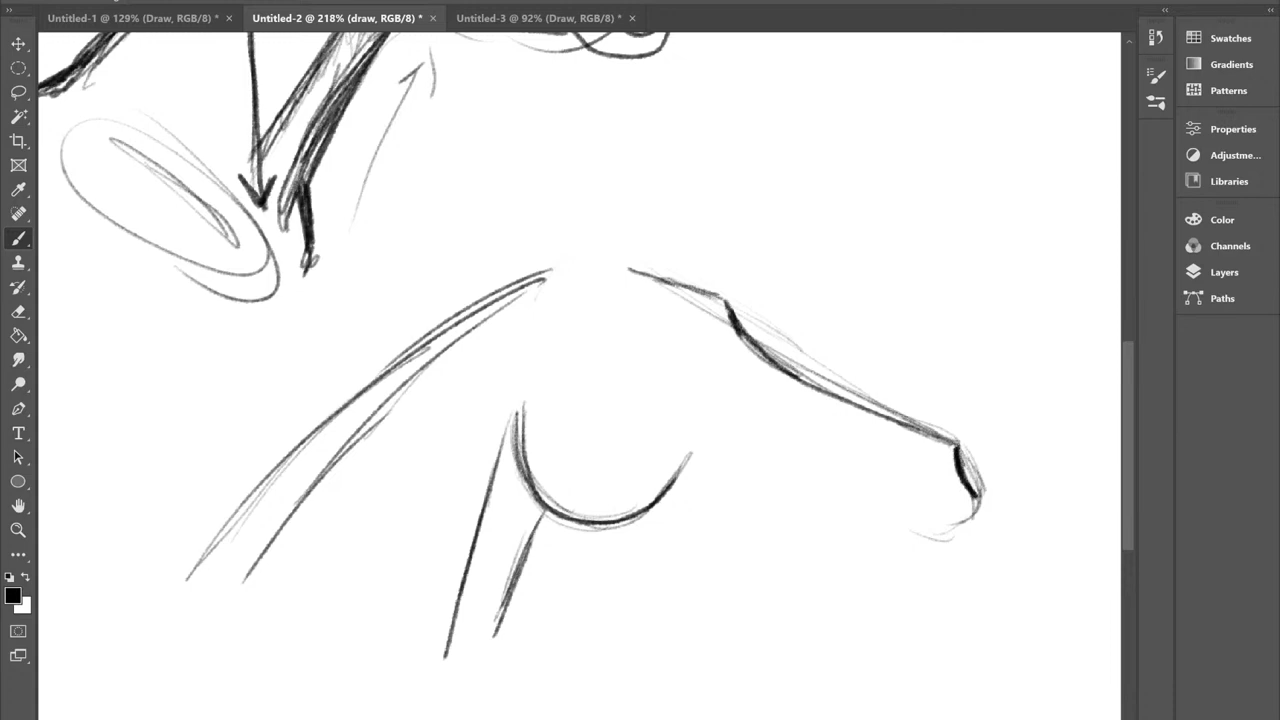 Untitled-1 @ 129% (Draw, RGB/8) * ×
Untitled-2 @ 218% (draw, RGB/8) * ×
Untitled-3 @ 92% (Draw, RGB/8) * ×
Swatches
Gradients
Patterns
Properties
Adjustme...
Libraries
Color
Channels
Layers
Paths